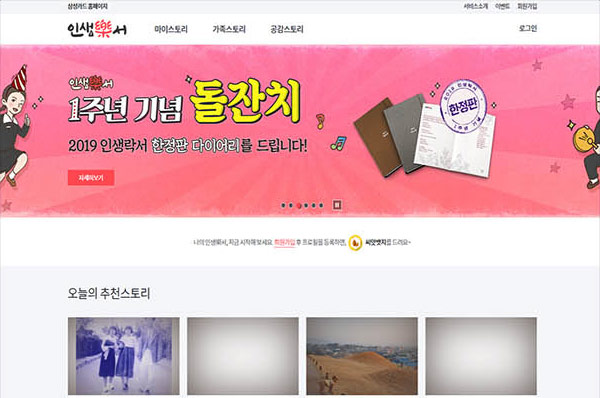 삼성카드 홈페이지
서비스소개 이벤트 회원가입
인생樂서 마이스토리 가족스토리 공감스토리 로그인
인생樂서
1주년 기념 돌잔치
2019 인생락서 한정판 다이어리를 드립니다!
한정판
자세히보기
나의 인생樂서, 지금 시작해 보세요. 회원가입 후 프로필을 등록하면, 씨앗뱃지를 드려요~
오늘의 추천스토리